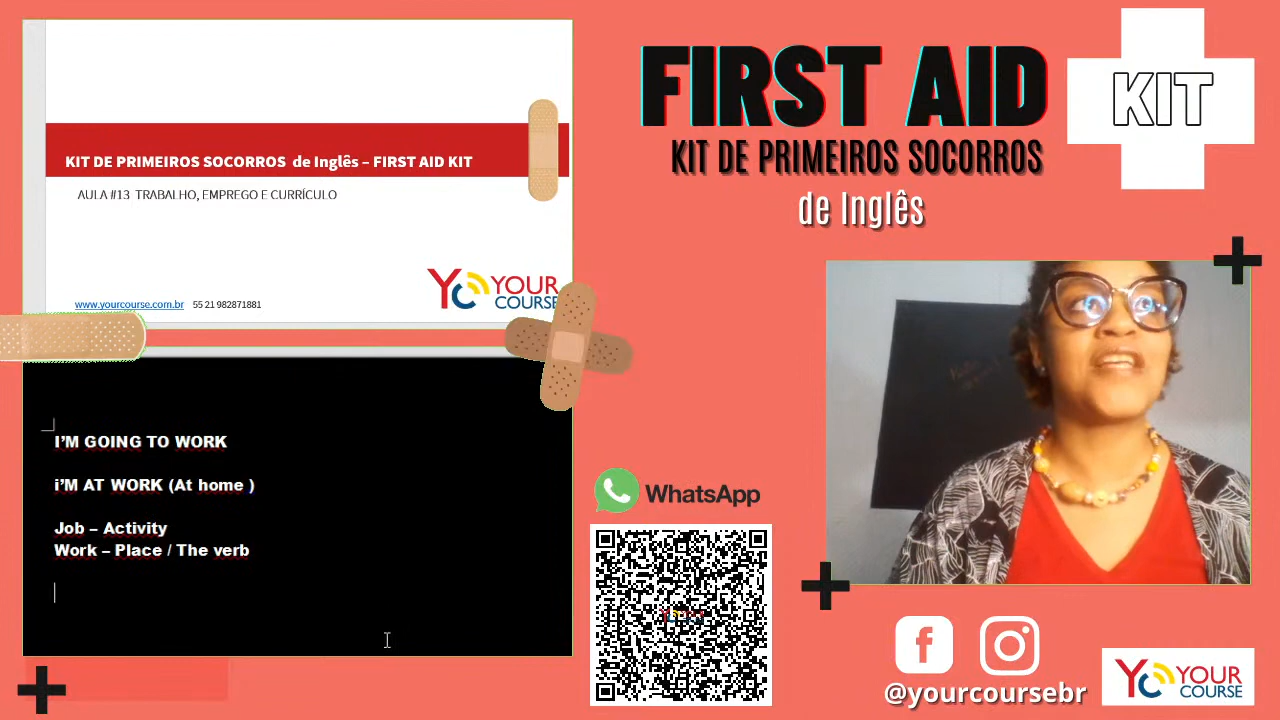 KIT DE PRIMEIROS SOCORROS de Inglês – FIRST AID KIT
AULA #13 TRABALHO, EMPREGO E CURRÍCULO
YOUR
COURSE
www.yourcourse.com.br 55 21 982871881
I'M GOING TO WORK
i'M AT WORK (At home )
Job – Activity
Work – Place / The verb
FIRST AID
KIT
KIT DE PRIMEIROS SOCORROS
de Inglês
WhatsApp
@yourcoursebr
YOUR
COURSE